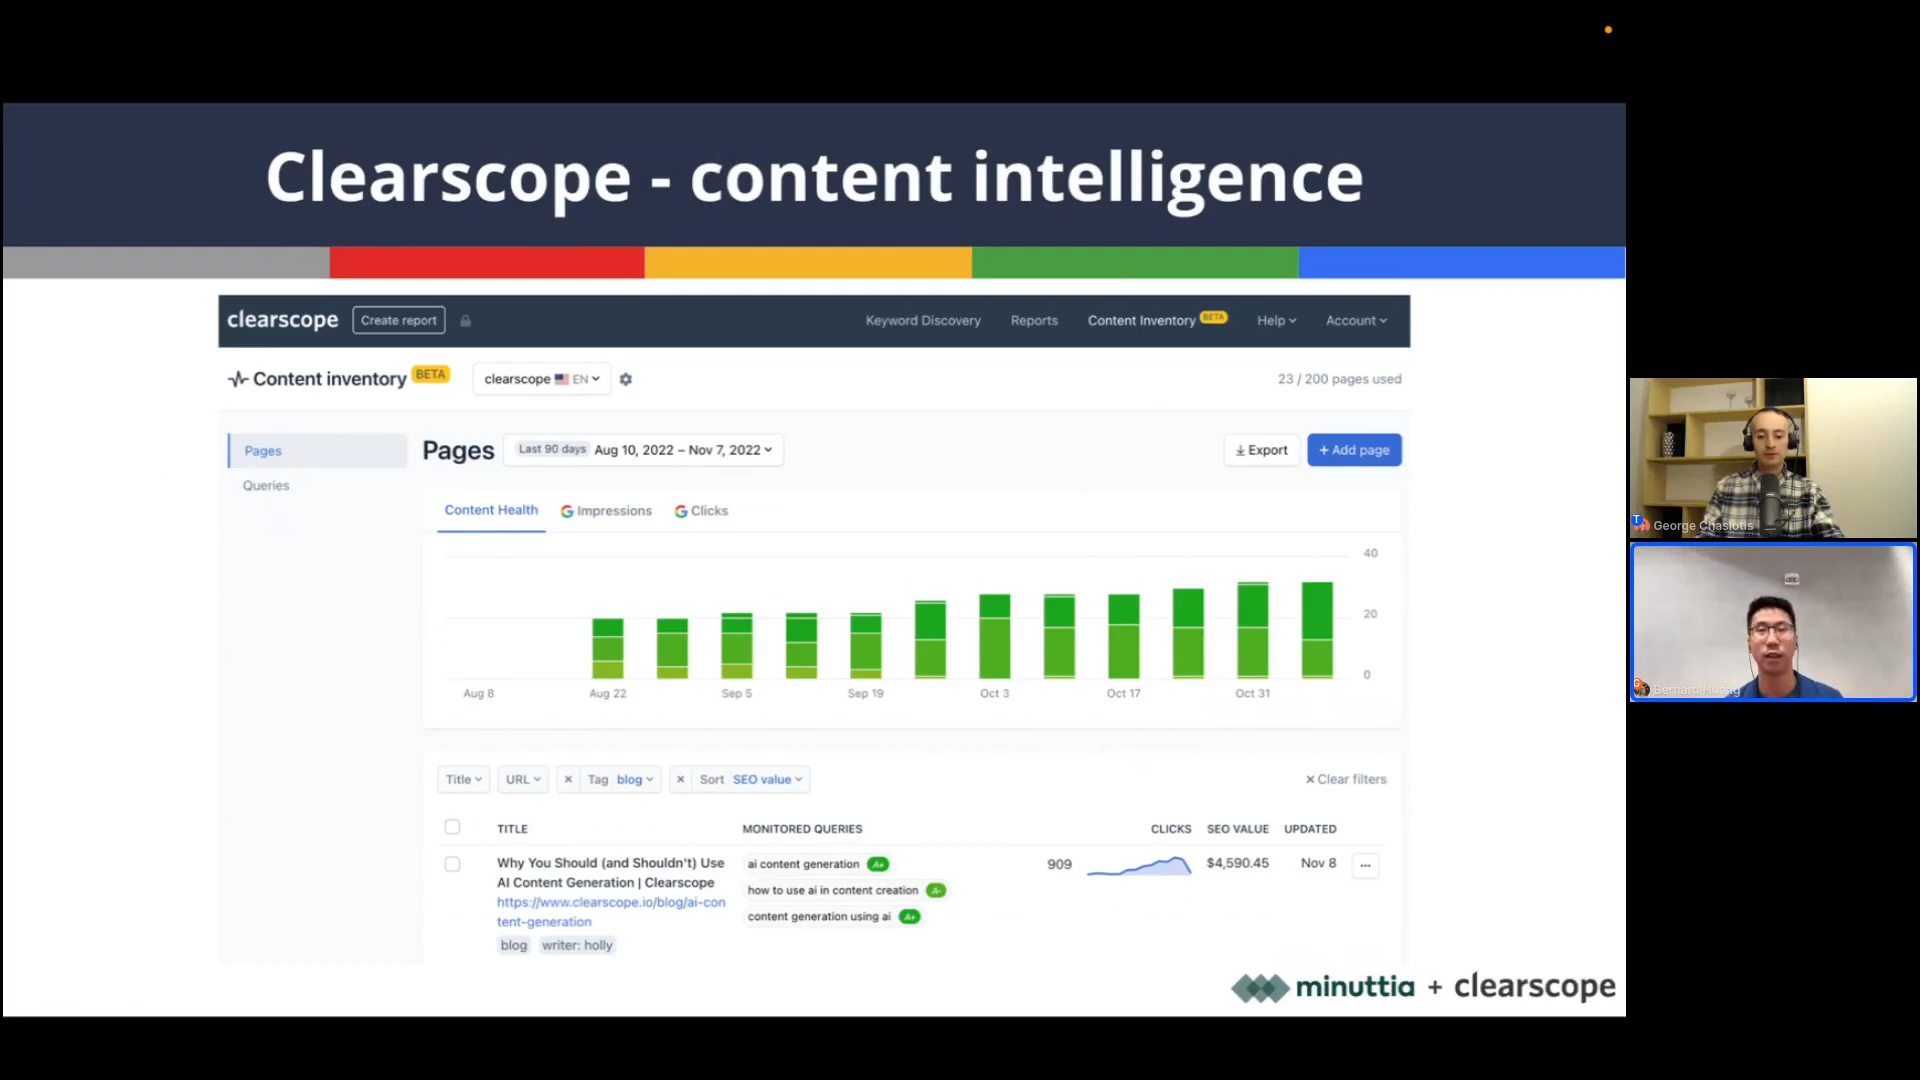 Clearscope - content intelligence
clearscope Create report Keyword Discovery Reports Content Inventory BETA Help Account
Content inventory BETA clearscope EN 23 / 200 pages used
Pages
Queries
Pages Last 90 days Aug 10, 2022 – Nov 7, 2022 Export + Add page
Content Health G Impressions G Clicks
40
20
0
Aug 8 Aug 22 Sep 5 Sep 19 Oct 3 Oct 17 Oct 31
Title URL × Tag blog × Sort SEO value × Clear filters
TITLE MONITORED QUERIES CLICKS SEO VALUE UPDATED
Why You Should (and Shouldn't) Use
AI Content Generation | Clearscope
https://www.clearscope.io/blog/ai-con
tent-generation
blog writer: holly
ai content generation A+
how to use ai in content creation A-
content generation using ai A+
909 $4,590.45 Nov 8 ...
minuttia + clearscope
George Chasiotis
Bernard Huang